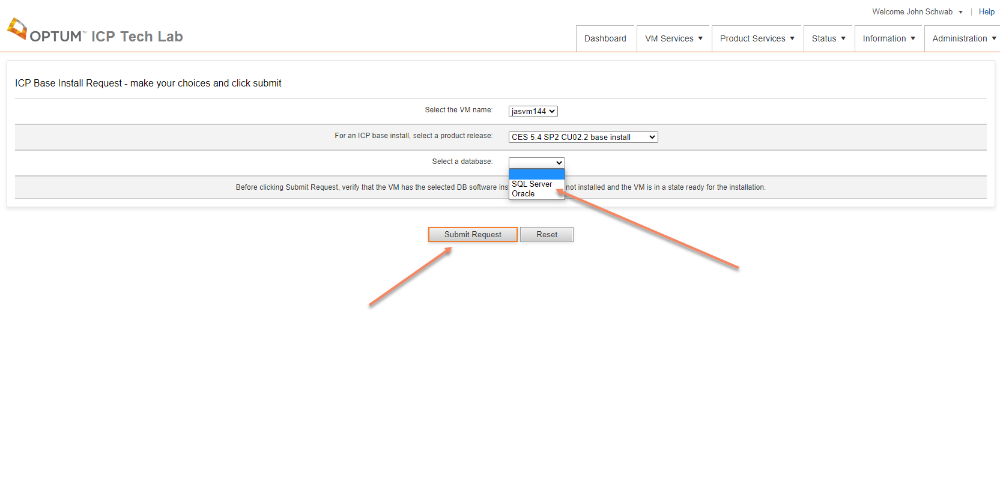 Welcome John Schwab | Help
OPTUM™ ICP Tech Lab
Dashboard
VM Services
Product Services
Status
Information
Administration
ICP Base Install Request - make your choices and click submit
Select the VM name: jasvm144
For an ICP base install, select a product release: CES 5.4 SP2 CU02.2 base install
Select a database:
SQL Server
Oracle
Before clicking Submit Request, verify that the VM has the selected DB software not installed and the VM is in a state ready for the installation.
Submit Request
Reset